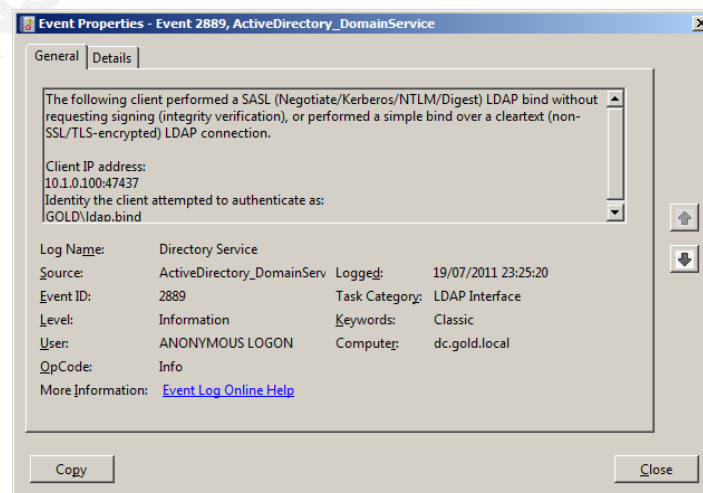 Event Properties - Event 2889, ActiveDirectory_DomainService
General
Details
The following client performed a SASL (Negotiate/Kerberos/NTLM/Digest) LDAP bind without
requesting signing (integrity verification), or performed a simple bind over a cleartext (non-
SSL/TLS-encrypted) LDAP connection.
Client IP address:
10.1.0.100:47437
Identity the client attempted to authenticate as:
GOLD\ldap.bind
Log Name: Directory Service
Source: ActiveDirectory_DomainServ Logged: 19/07/2011 23:25:20
Event ID: 2889 Task Category: LDAP Interface
Level: Information Keywords: Classic
User: ANONYMOUS LOGON Computer: dc.gold.local
OpCode: Info
More Information: Event Log Online Help
Copy Close